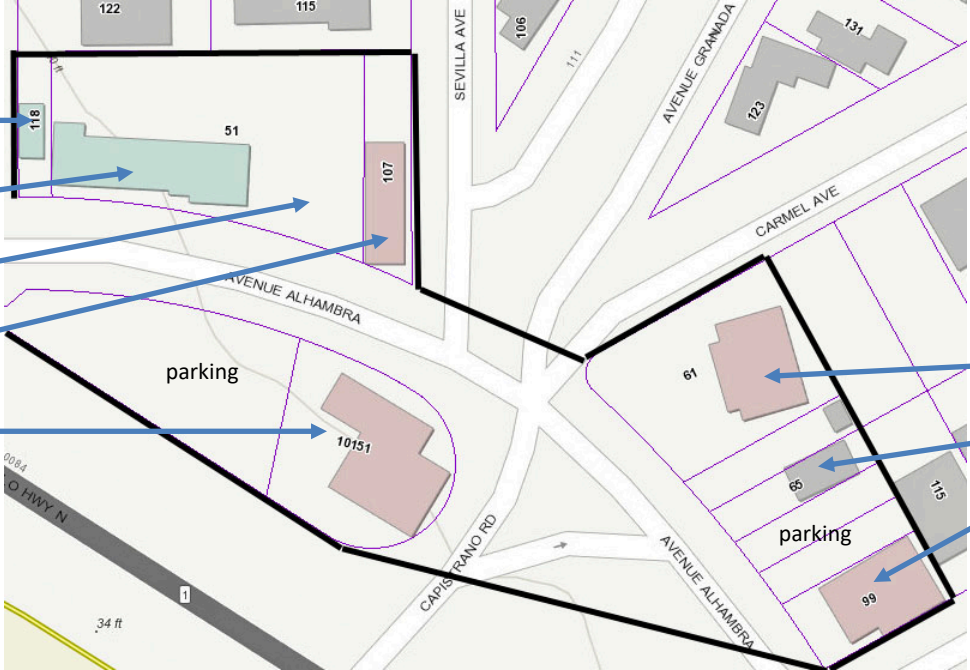 122
115
SEVILLA AVE
106
111
AVENUE GRANADA
131
123
118
51
107
CARMEL AVE
AVENUE ALHAMBRA
parking
61
10151
65
115
parking
0084
O HWY N
1
CAPISTRANO RD
AVENUE ALHAMBRA
99
34 ft